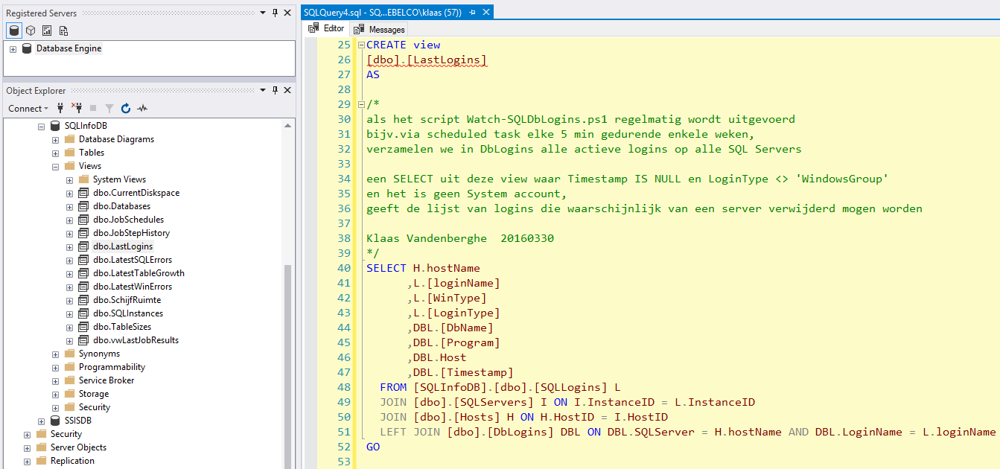 Registered Servers
Database Engine
Object Explorer
Connect
SQLInfoDB
Database Diagrams
Tables
Views
System Views
dbo.CurrentDiskspace
dbo.Databases
dbo.JobSchedules
dbo.JobStepHistory
dbo.LastLogins
dbo.LatestSQLErrors
dbo.LatestTableGrowth
dbo.LatestWinErrors
dbo.SchijfRuimte
dbo.SQLInstances
dbo.TableSizes
dbo.vwLastJobResults
Synonyms
Programmability
Service Broker
Storage
Security
SSISDB
Security
Server Objects
Replication
SQLQuery4.sql - SQ...EBELCO\klaas (57))
Editor Messages
25 CREATE view
26 [dbo].[LastLogins]
27 AS
28
29 /*
30 als het script Watch-SQLDbLogins.ps1 regelmatig wordt uitgevoerd
31 bijv.via scheduled task elke 5 min gedurende enkele weken,
32 verzamelen we in DbLogins alle actieve logins op alle SQL Servers
33
34 een SELECT uit deze view waar Timestamp IS NULL en LoginType <> 'WindowsGroup'
35 en het is geen System account,
36 geeft de lijst van logins die waarschijnlijk van een server verwijderd mogen worden
37
38 Klaas Vandenberghe  20160330
39 */
40 SELECT H.hostName
41 ,L.[loginName]
42 ,L.[WinType]
43 ,L.[LoginType]
44 ,DBL.[DbName]
45 ,DBL.[Program]
46 ,DBL.Host
47 ,DBL.[Timestamp]
48 FROM [SQLInfoDB].[dbo].[SQLLogins] L
49 JOIN [dbo].[SQLServers] I ON I.InstanceID = L.InstanceID
50 JOIN [dbo].[Hosts] H ON H.HostID = I.HostID
51 LEFT JOIN [dbo].[DbLogins] DBL ON DBL.SQLServer = H.hostName AND DBL.LoginName = L.loginName
52 GO
53